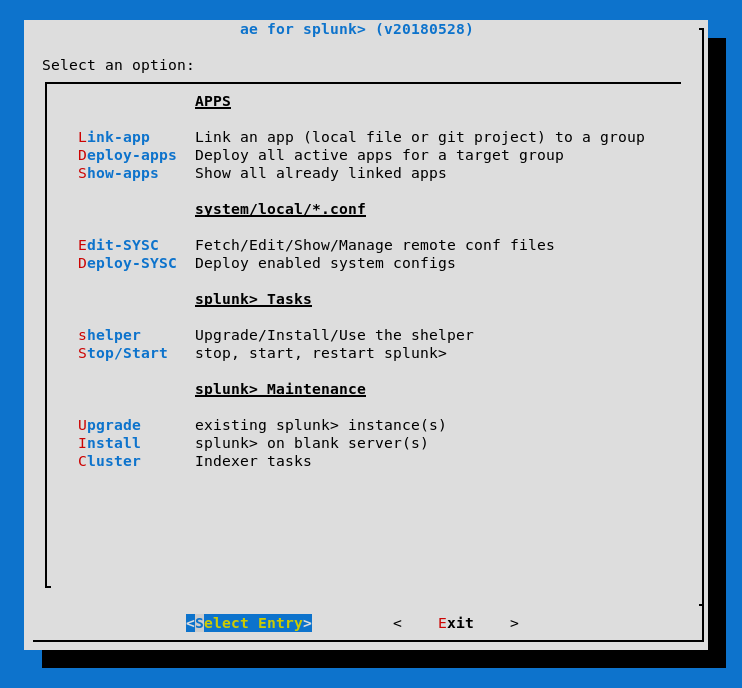 ae for splunk> (v20180528)
Select an option:
APPS
Link-app Link an app (local file or git project) to a group
Deploy-apps Deploy all active apps for a target group
Show-apps Show all already linked apps
system/local/*.conf
Edit-SYSC Fetch/Edit/Show/Manage remote conf files
Deploy-SYSC Deploy enabled system configs
splunk> Tasks
shelper Upgrade/Install/Use the shelper
Stop/Start stop, start, restart splunk>
splunk> Maintenance
Upgrade existing splunk> instance(s)
Install splunk> on blank server(s)
Cluster Indexer tasks
<Select Entry> < Exit >